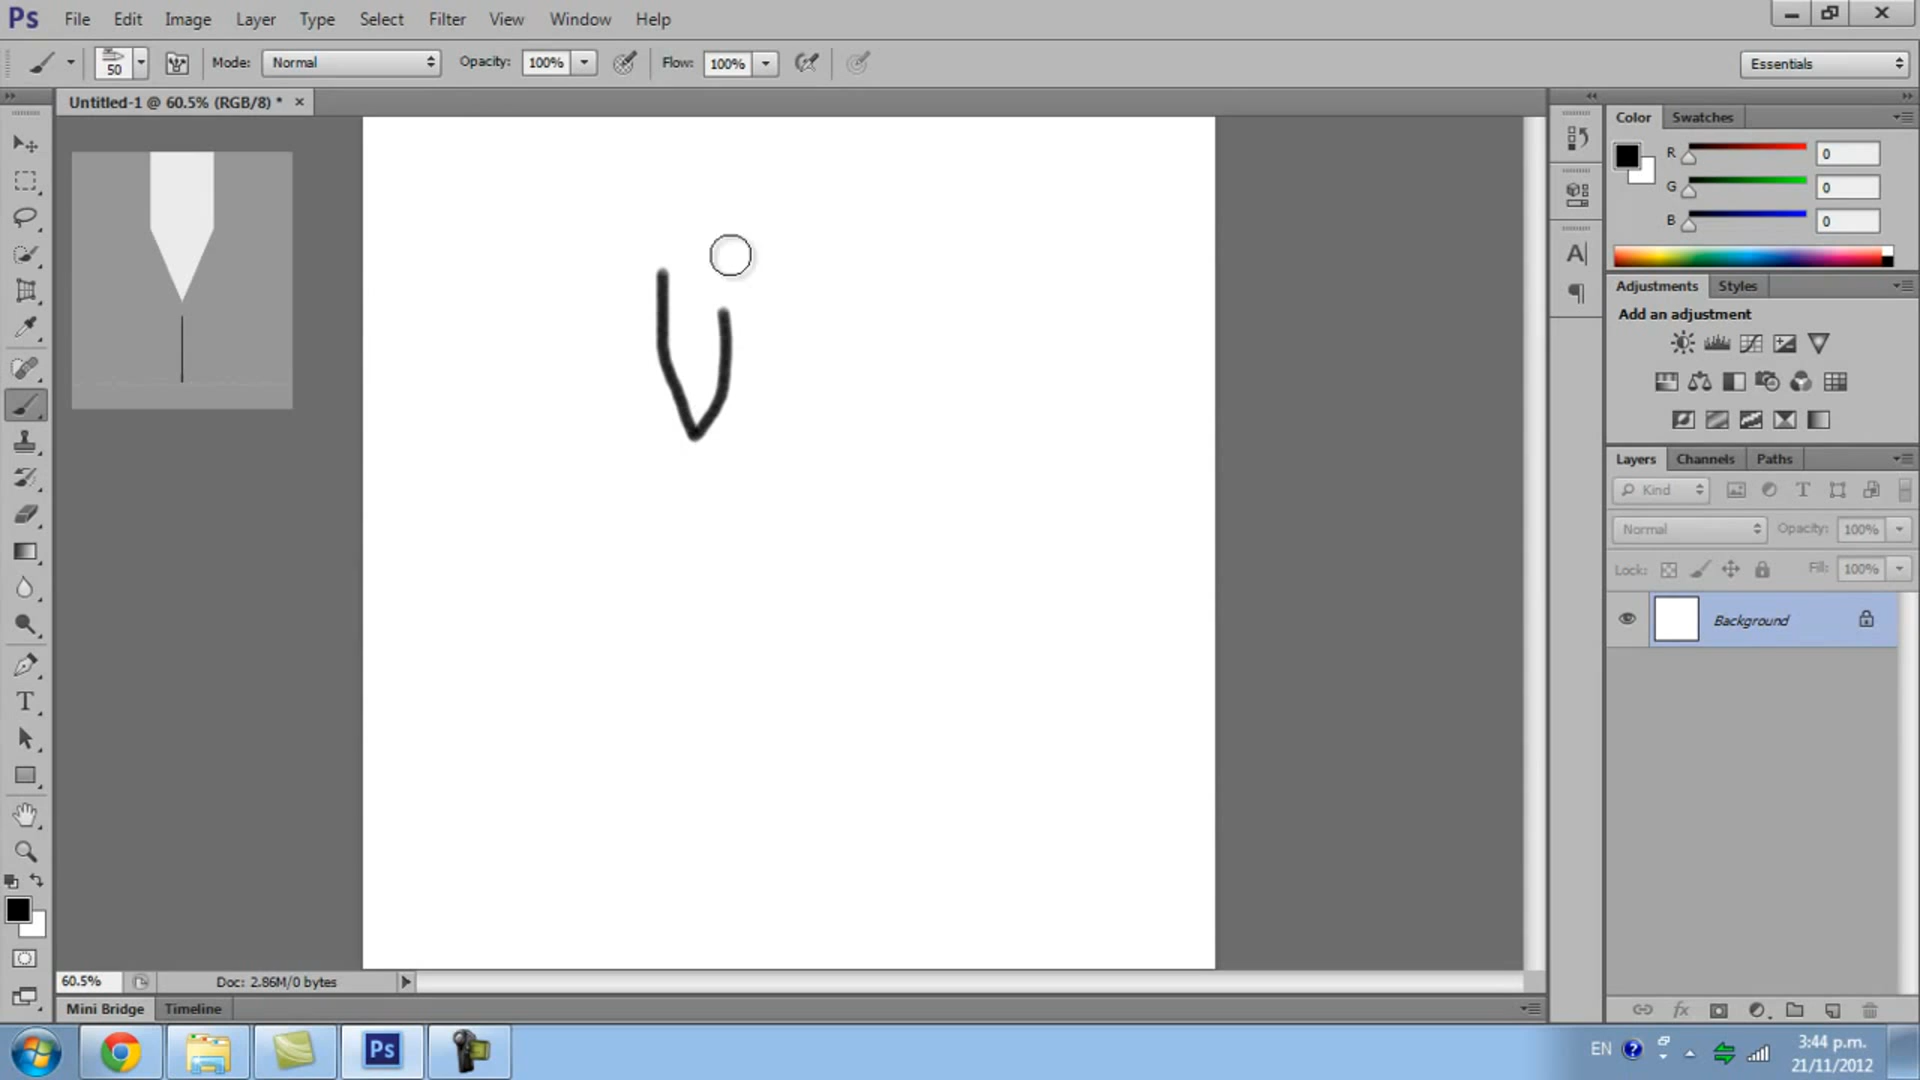 Ps File Edit Image Layer Type Select Filter View Window Help
50 Mode: Normal Opacity: 100% Flow: 100% Essentials
Untitled-1 @ 60.5% (RGB/8) * ×
Color Swatches
R 0
G 0
B 0
Adjustments Styles
Add an adjustment
Layers Channels Paths
Kind
Normal Opacity: 100%
Lock: Fill: 100%
Background
60.5% Doc: 2.86M/0 bytes
Mini Bridge Timeline
Ps EN 3:44 p.m.
21/11/2012